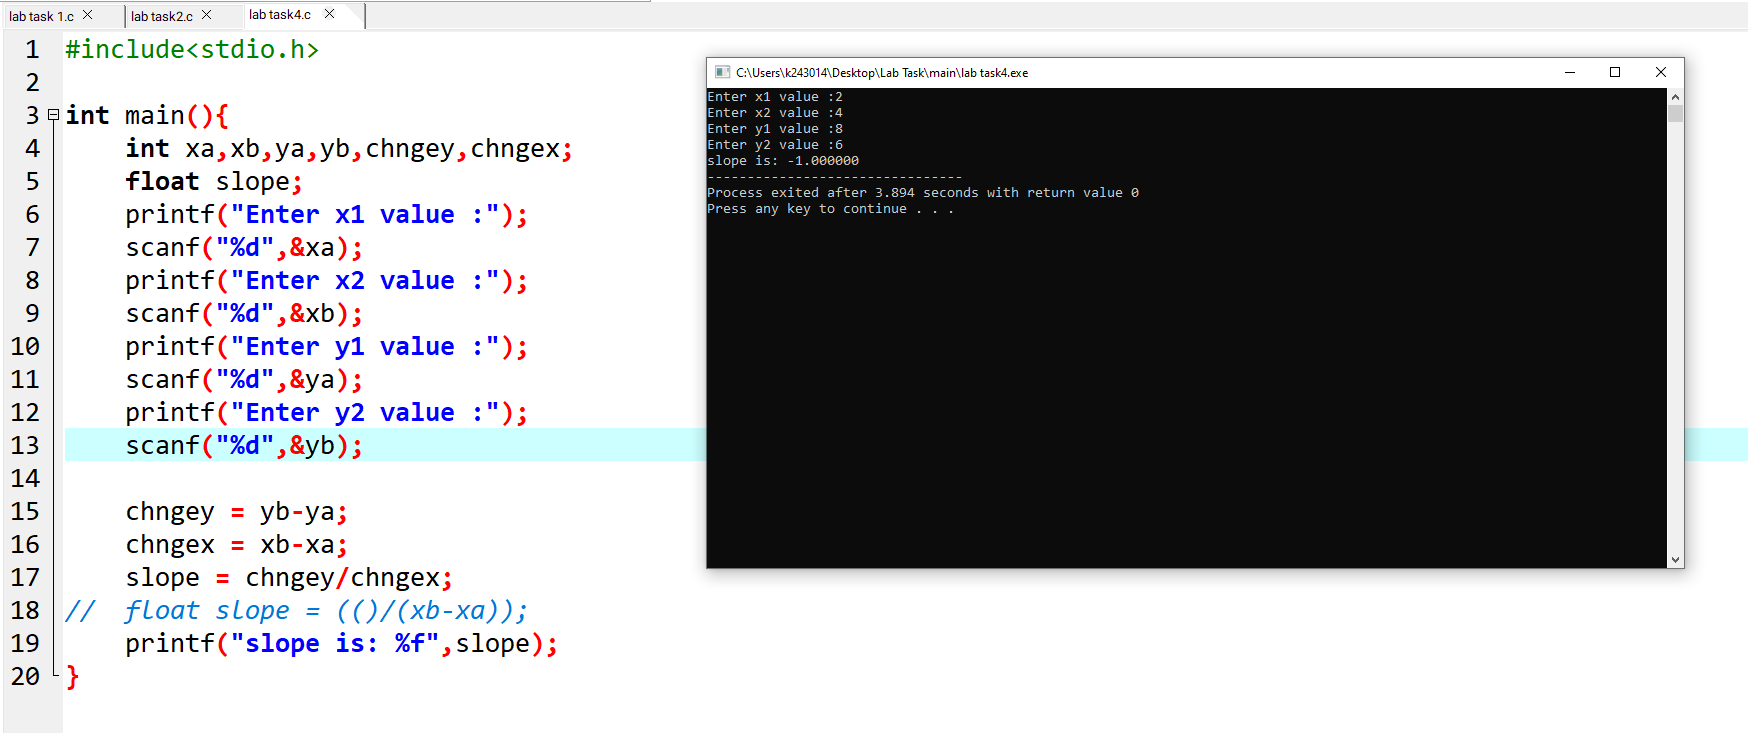 lab task 1.c
lab task2.c
lab task4.c
1 #include<stdio.h>
2
3 int main(){
4 int xa,xb,ya,yb,chngey,chngex;
5 float slope;
6 printf("Enter x1 value :");
7 scanf("%d",&xa);
8 printf("Enter x2 value :");
9 scanf("%d",&xb);
10 printf("Enter y1 value :");
11 scanf("%d",&ya);
12 printf("Enter y2 value :");
13 scanf("%d",&yb);
14
15 chngey = yb-ya;
16 chngex = xb-xa;
17 slope = chngey/chngex;
18 // float slope = (()/(xb-xa));
19 printf("slope is: %f",slope);
20 }
C:\Users\k243014\Desktop\Lab Task\main\lab task4.exe
Enter x1 value :2
Enter x2 value :4
Enter y1 value :8
Enter y2 value :6
slope is: -1.000000
--------------------------------
Process exited after 3.894 seconds with return value 0
Press any key to continue . . .